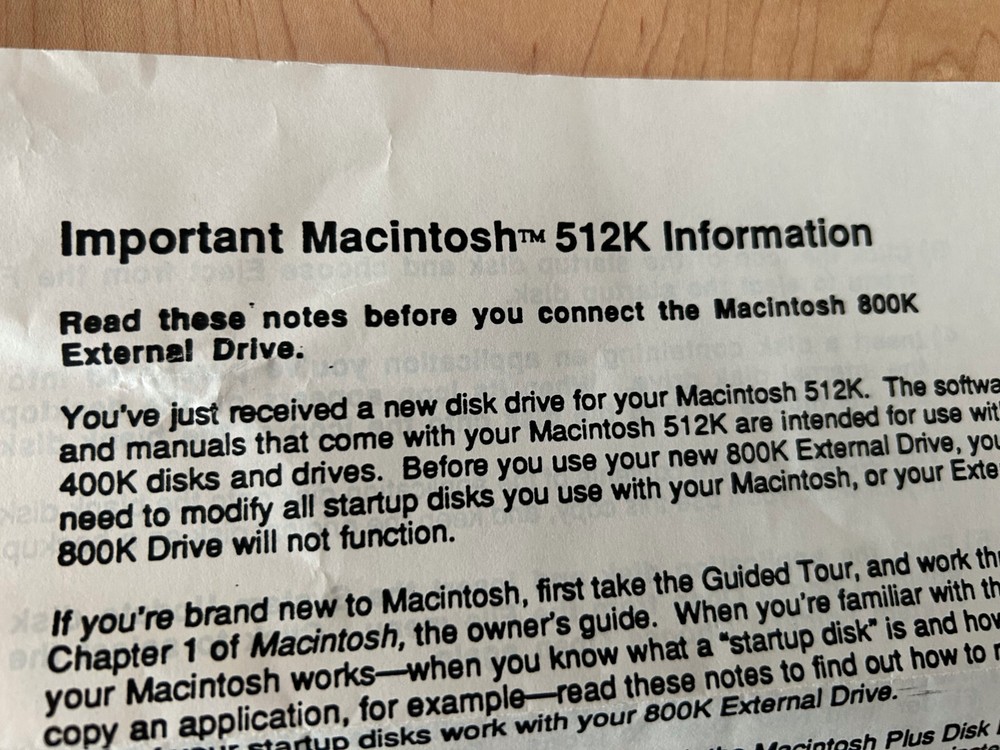 Important Macintosh™ 512K Information
Read these notes before you connect the Macintosh 800K
External Drive.
You've just received a new disk drive for your Macintosh 512K. The softwa
and manuals that come with your Macintosh 512K are intended for use wit
400K disks and drives. Before you use your new 800K External Drive, you
need to modify all startup disks you use with your Macintosh, or your Exte
800K Drive will not function.
If you're brand new to Macintosh, first take the Guided Tour, and work thr
Chapter 1 of Macintosh, the owner's guide. When you're familiar with th
your Macintosh works—when you know what a "startup disk" is and how
copy an application, for example—read these notes to find out how to m
your startup disks work with your 800K External Drive.
the Macintosh Plus Disk